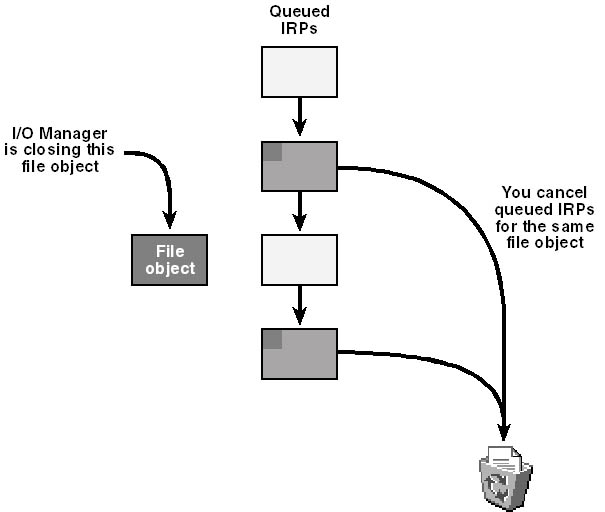 Queued
IRPs
I/O Manager
is closing this
file object
File
object
You cancel
queued IRPs
for the same
file object